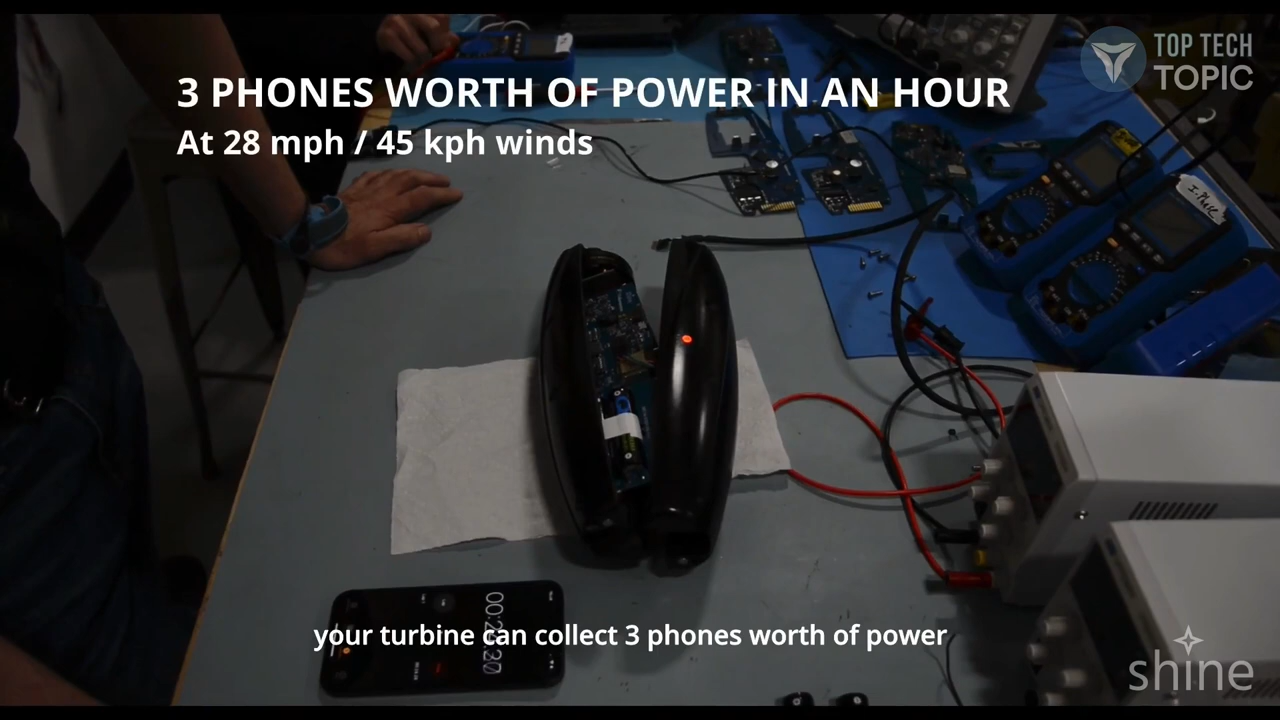 TOP TECH
TOPIC
3 PHONES WORTH OF POWER IN AN HOUR
At 28 mph / 45 kph winds
your turbine can collect 3 phones worth of power
shine